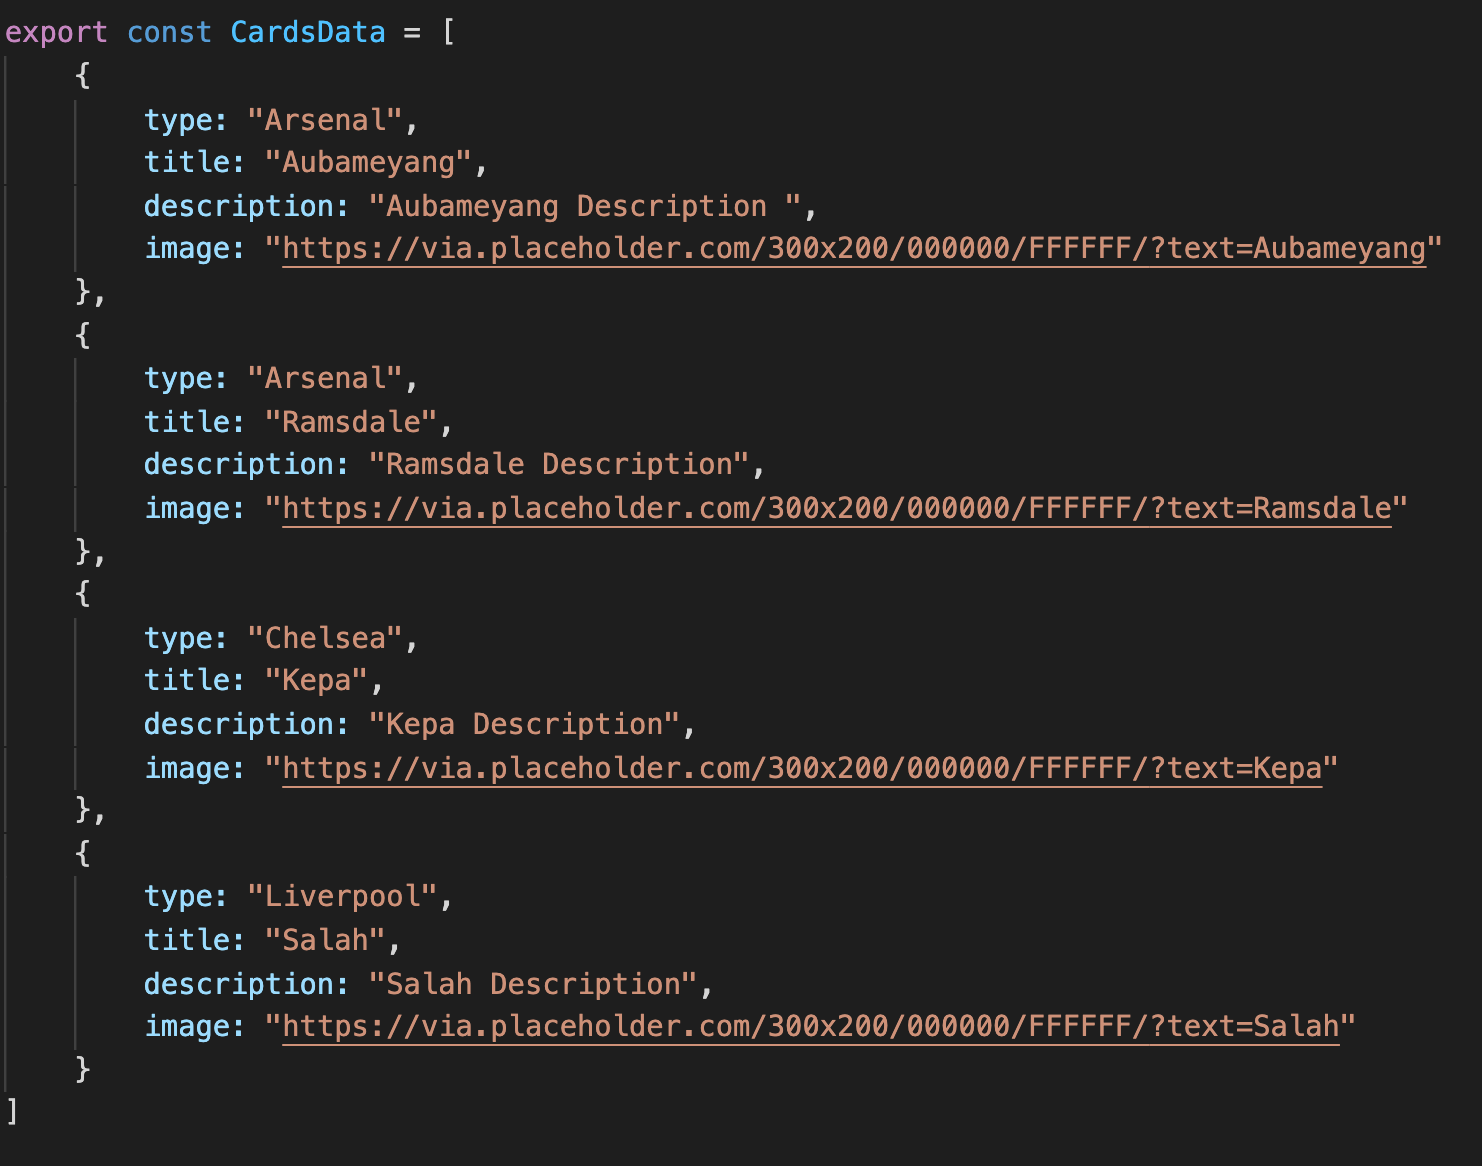 export const CardsData = [
{
type: "Arsenal",
title: "Aubameyang",
description: "Aubameyang Description ",
image: "https://via.placeholder.com/300x200/000000/FFFFFF/?text=Aubameyang"
},
{
type: "Arsenal",
title: "Ramsdale",
description: "Ramsdale Description",
image: "https://via.placeholder.com/300x200/000000/FFFFFF/?text=Ramsdale"
},
{
type: "Chelsea",
title: "Kepa",
description: "Kepa Description",
image: "https://via.placeholder.com/300x200/000000/FFFFFF/?text=Kepa"
},
{
type: "Liverpool",
title: "Salah",
description: "Salah Description",
image: "https://via.placeholder.com/300x200/000000/FFFFFF/?text=Salah"
}
]